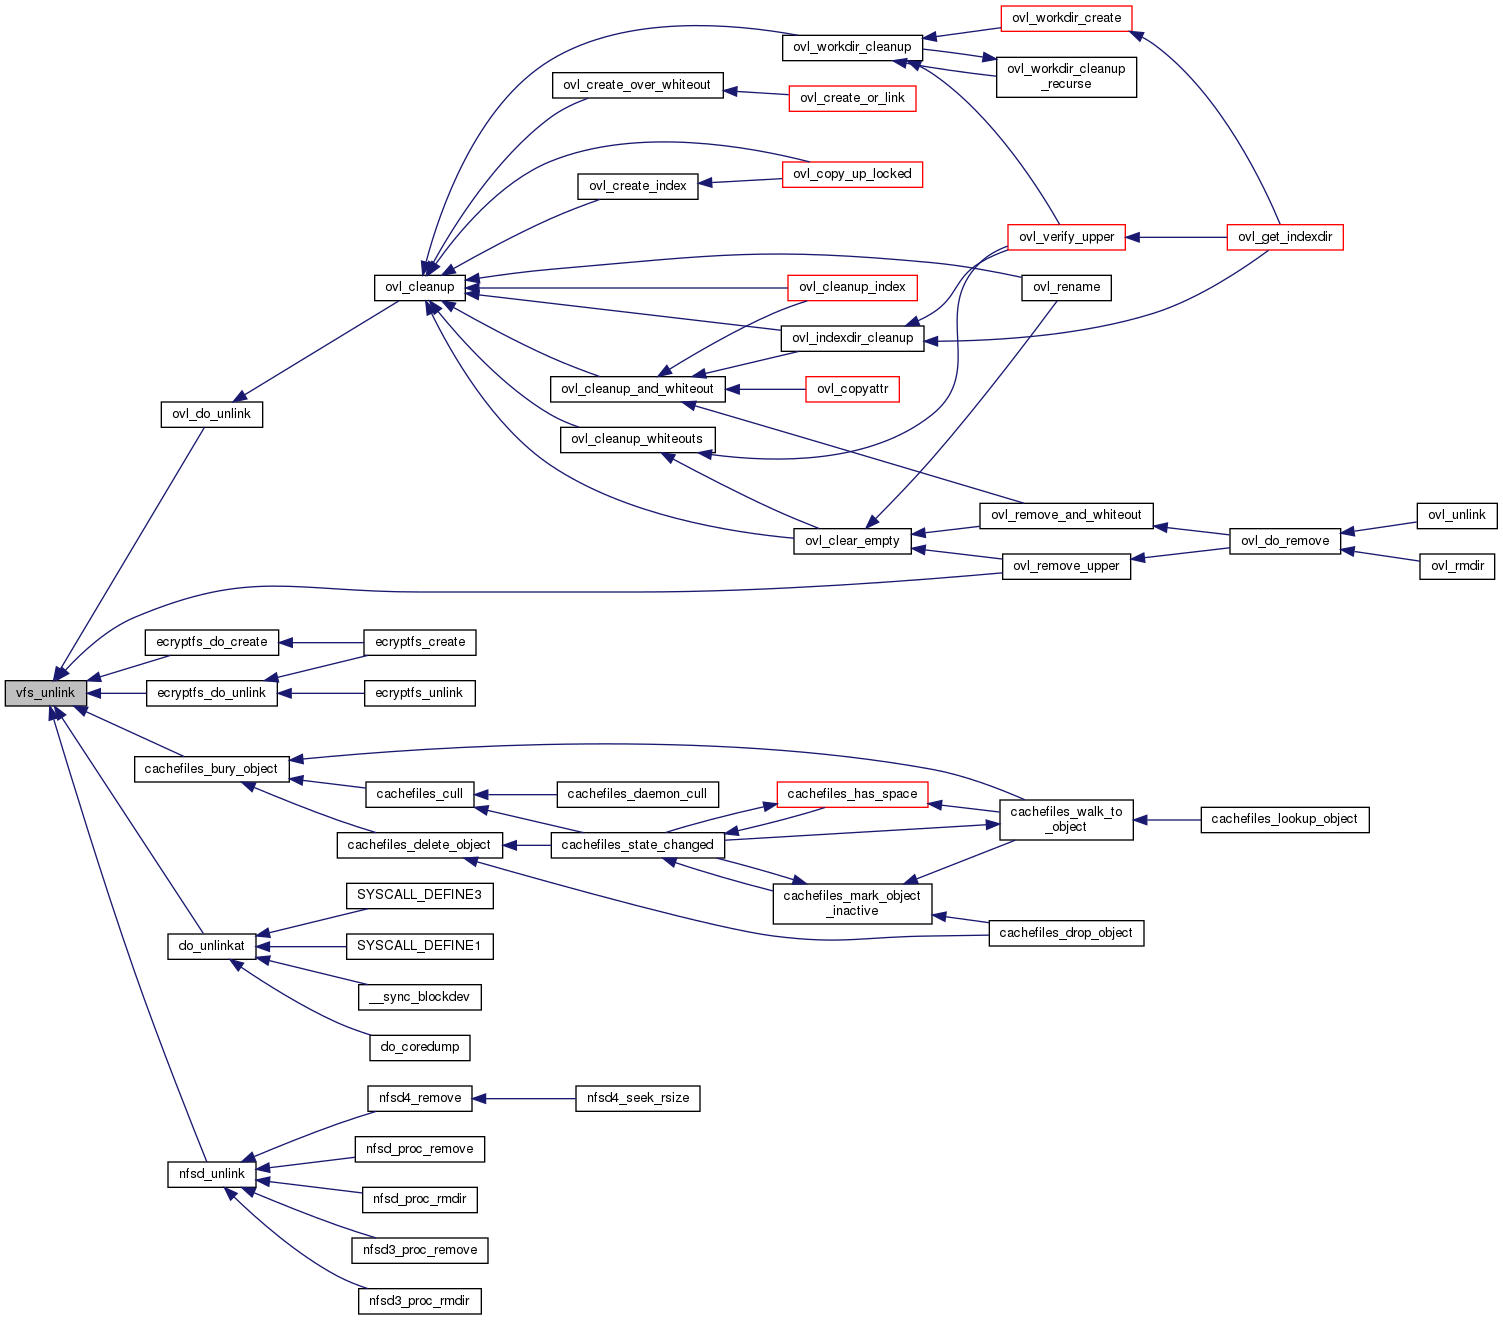 ovl_workdir_create
ovl_workdir_cleanup
ovl_workdir_cleanup
_recurse
ovl_create_over_whiteout
ovl_create_or_link
ovl_copy_up_locked
ovl_create_index
ovl_verify_upper
ovl_get_indexdir
ovl_cleanup
ovl_cleanup_index
ovl_rename
ovl_indexdir_cleanup
ovl_cleanup_and_whiteout
ovl_copyattr
ovl_do_unlink
ovl_cleanup_whiteouts
ovl_remove_and_whiteout
ovl_unlink
ovl_clear_empty
ovl_do_remove
ovl_remove_upper
ovl_rmdir
ecryptfs_do_create
ecryptfs_create
vfs_unlink
ecryptfs_do_unlink
ecryptfs_unlink
cachefiles_bury_object
cachefiles_cull
cachefiles_daemon_cull
cachefiles_has_space
cachefiles_walk_to
_object
cachefiles_lookup_object
cachefiles_delete_object
cachefiles_state_changed
cachefiles_mark_object
_inactive
SYSCALL_DEFINE3
cachefiles_drop_object
do_unlinkat
SYSCALL_DEFINE1
__sync_blockdev
do_coredump
nfsd4_remove
nfsd4_seek_rsize
nfsd_proc_remove
nfsd_unlink
nfsd_proc_rmdir
nfsd3_proc_remove
nfsd3_proc_rmdir